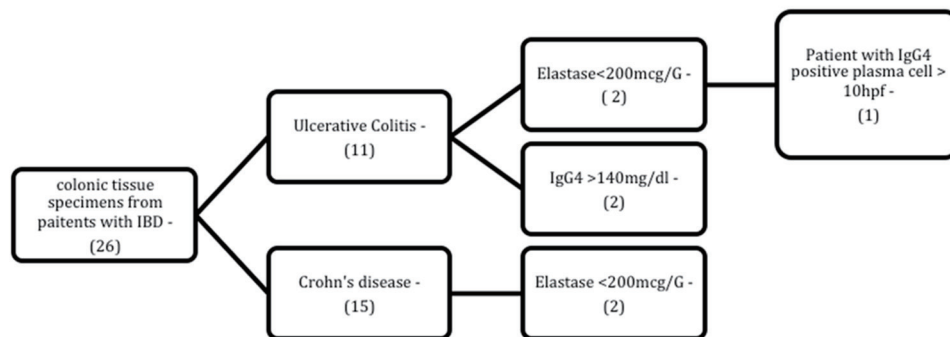 colonic tissue
specimens from
paitents with IBD -
(26)
Ulcerative Colitis -
(11)
Crohn's disease -
(15)
Elastase<200mcg/G -
( 2)
IgG4 >140mg/dl -
(2)
Elastase <200mcg/G -
(2)
Patient with IgG4
positive plasma cell >
10hpf -
(1)